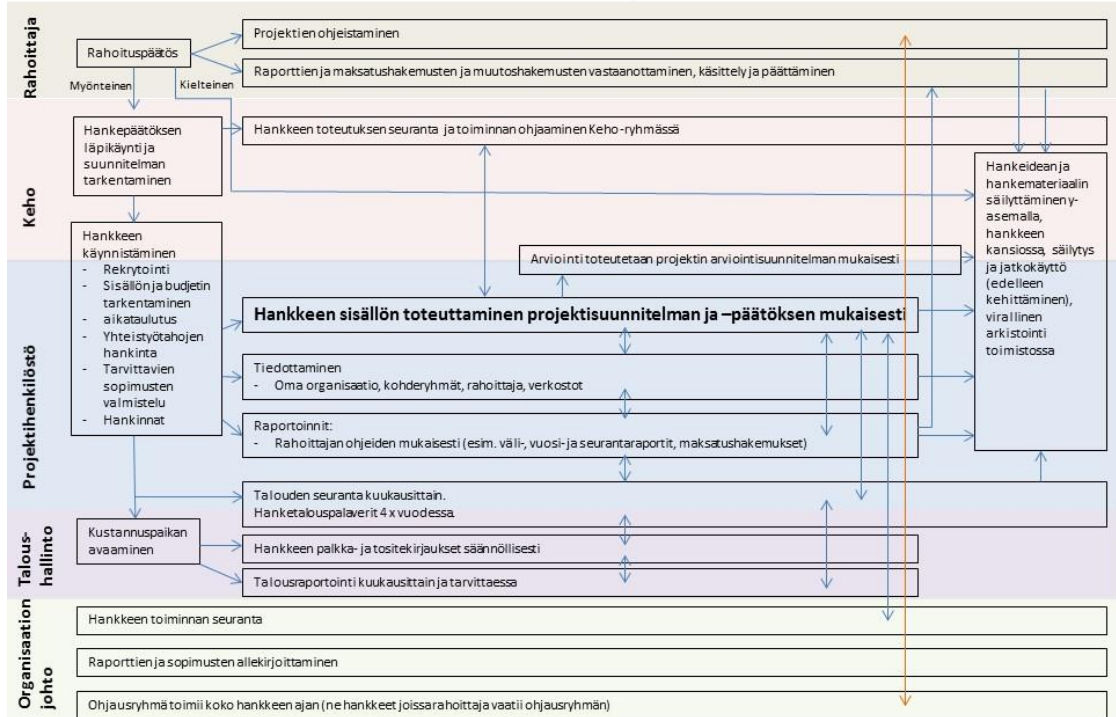 Rahoittaja
Rahoituspäätös
Myönteinen
Kielteinen
Projektien ohjeistaminen
Raporttien ja maksatushakemusten ja muutoshakemusten vastaanottaminen, käsittely ja päättäminen
Keho
Hankepäätöksen
läpikäynti ja
suunnitelman
tarkentaminen
Hankkeen toteutuksen seuranta ja toiminnan ohjaaminen Keho-ryhmässä
Hankeidean ja
hankemateriaalin
säilyttäminen y-
asemalla,
hankkeen
kansiossa, säilytys
ja jatkokäyttö
(edelleen
kehittäminen),
virallinen
arkistointi
toimistossa
Hankkeen
käynnistäminen
- Rekrytointi
- Sisällön ja budjetin
tarkentaminen
- aikataulutus
- Yhteistyötahojen
hankinta
- Tarvittavien
sopimusten
valmistelu
- Hankinnat
Arviointi toteutetaan projektin arviointisuunnitelman mukaisesti
Projektihenkilöstö
Hankkeen sisällön toteuttaminen projektisuunnitelman ja –päätöksen mukaisesti
Tiedottaminen
- Oma organisaatio, kohderyhmät, rahoittaja, verkostot
Raportoinnit:
- Rahoittajan ohjeiden mukaisesti (esim. väli-, vuosi- ja seurantaraportit, maksatushakemukset)
Talouden seuranta kuukausittain.
Hanketalouspalaverit 4 x vuodessa.
Talous-
hallinto
Kustannuspaikan
avaaminen
Hankkeen palkka- ja tositekirjaukset säännöllisesti
Talousraportointi kuukausittain ja tarvittaessa
Organisaation
johto
Hankkeen toiminnan seuranta
Raporttien ja sopimusten allekirjoittaminen
Ohjausryhmä toimii koko hankkeen ajan (ne hankkeet joissa rahoittaja vaatii ohjausryhmän)